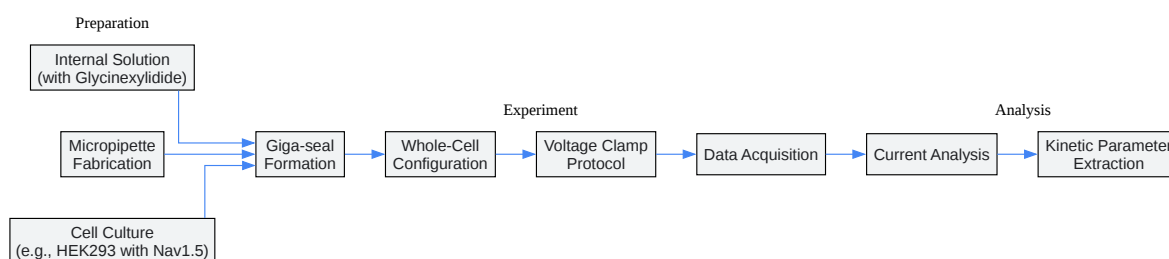 Preparation
Internal Solution
(with Glycinexylidide)
Experiment
Analysis
Micropipette
Fabrication
Giga-seal
Formation
Whole-Cell
Configuration
Voltage Clamp
Protocol
Data Acquisition
Current Analysis
Kinetic Parameter
Extraction
Cell Culture
(e.g., HEK293 with Nav1.5)